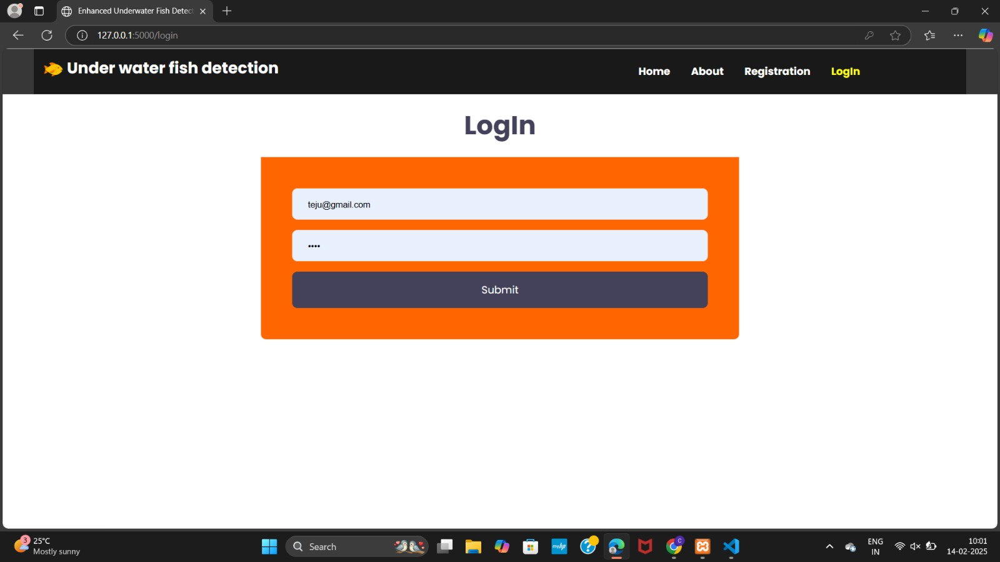 Enhanced Underwater Fish Detec
127.0.0.1:5000/login
Under water fish detection
Home
About
Registration
LogIn
LogIn
teju@gmail.com
••••
Submit
3
25°C
Mostly sunny
Search
myhp
C
ENG
IN
10:01
14-02-2025